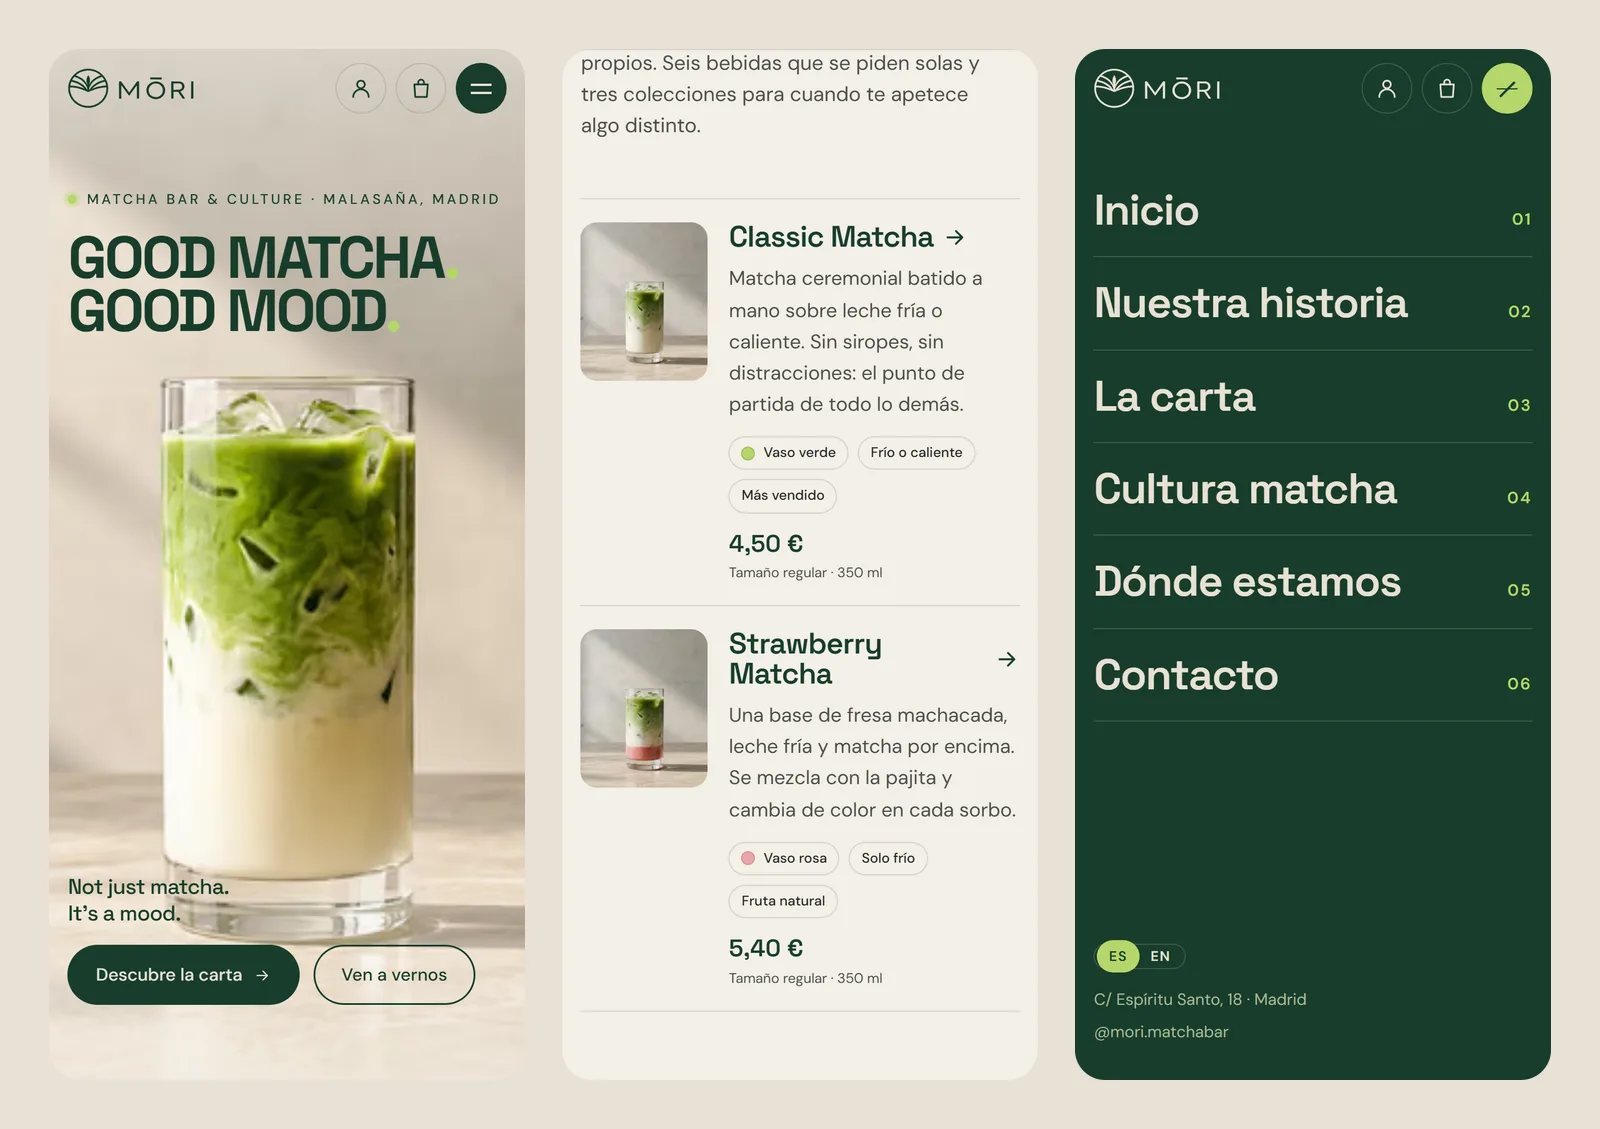 MŌRI
MATCHA BAR & CULTURE · MALASAÑA, MADRID
GOOD MATCHA.
GOOD MOOD.
Not just matcha.
It's a mood.
Descubre la carta →
Ven a vernos
propios. Seis bebidas que se piden solas y
tres colecciones para cuando te apetece
algo distinto.
Classic Matcha →
Matcha ceremonial batido a
mano sobre leche fría o
caliente. Sin siropes, sin
distracciones: el punto de
partida de todo lo demás.
Vaso verde
Frío o caliente
Más vendido
4,50 €
Tamaño regular · 350 ml
Strawberry
Matcha →
Una base de fresa machacada,
leche fría y matcha por encima.
Se mezcla con la pajita y
cambia de color en cada sorbo.
Vaso rosa
Solo frío
Fruta natural
5,40 €
Tamaño regular · 350 ml
MŌRI
Inicio 01
Nuestra historia 02
La carta 03
Cultura matcha 04
Dónde estamos 05
Contacto 06
ES EN
C/ Espíritu Santo, 18 · Madrid
@mori.matchabar